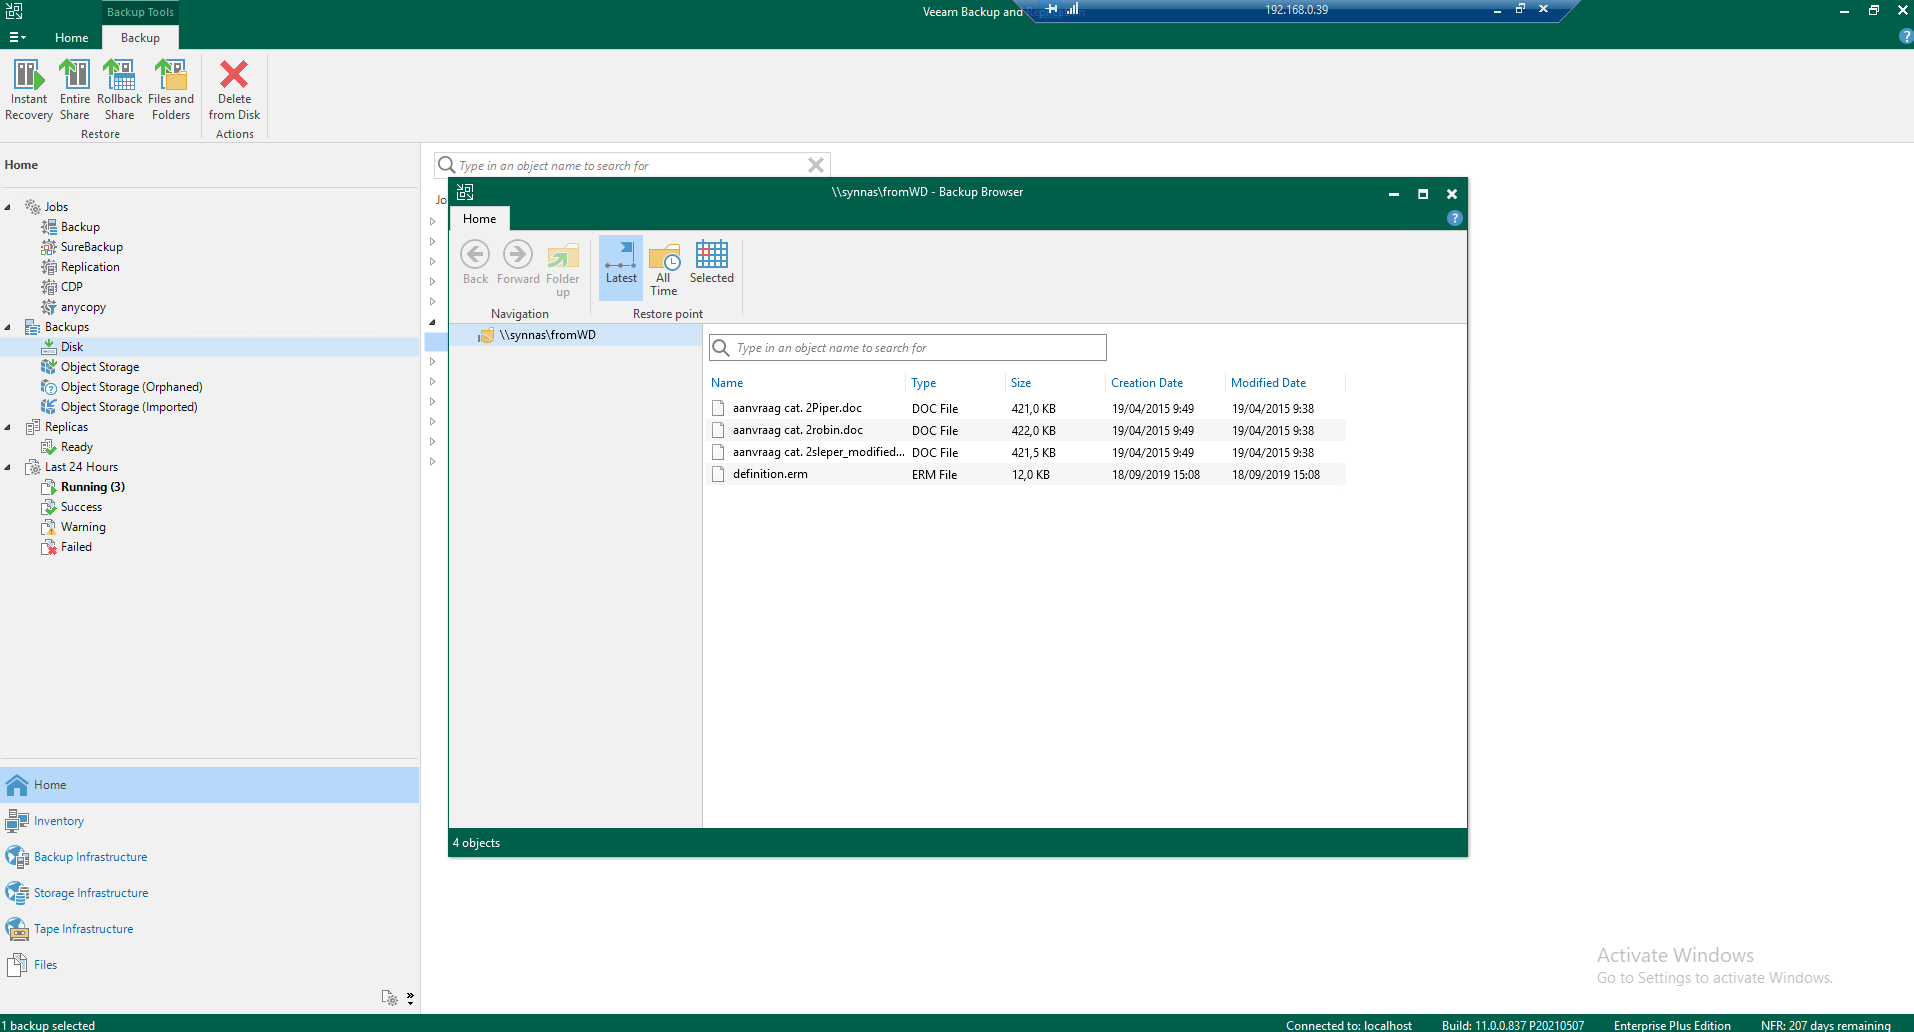 Backup Tools
Veeam Backup and
192.168.0.39
Home
Backup
Instant Recovery
Entire Share
Rollback Share
Files and Folders
Delete from Disk
Restore
Actions
Home
Type in an object name to search for
Jo
Jobs
Backup
SureBackup
Replication
CDP
anycopy
Backups
Disk
Object Storage
Object Storage (Orphaned)
Object Storage (Imported)
Replicas
Ready
Last 24 Hours
Running (3)
Success
Warning
Failed
Home
Inventory
Backup Infrastructure
Storage Infrastructure
Tape Infrastructure
Files
\\synnas\fromWD - Backup Browser
Home
Back
Forward
Folder up
Latest
All Time
Selected
Navigation
Restore point
\\synnas\fromWD
Type in an object name to search for
Name Type Size Creation Date Modified Date
aanvraag cat. 2Piper.doc DOC File 421,0 KB 19/04/2015 9:49 19/04/2015 9:38
aanvraag cat. 2robin.doc DOC File 422,0 KB 19/04/2015 9:49 19/04/2015 9:38
aanvraag cat. 2sleper_modified... DOC File 421,5 KB 19/04/2015 9:49 19/04/2015 9:38
definition.erm ERM File 12,0 KB 18/09/2019 15:08 18/09/2019 15:08
4 objects
Activate Windows
Go to Settings to activate Windows.
1 backup selected
Connected to: localhost
Build: 11.0.0.837 P20210507
Enterprise Plus Edition
NFR: 207 days remaining